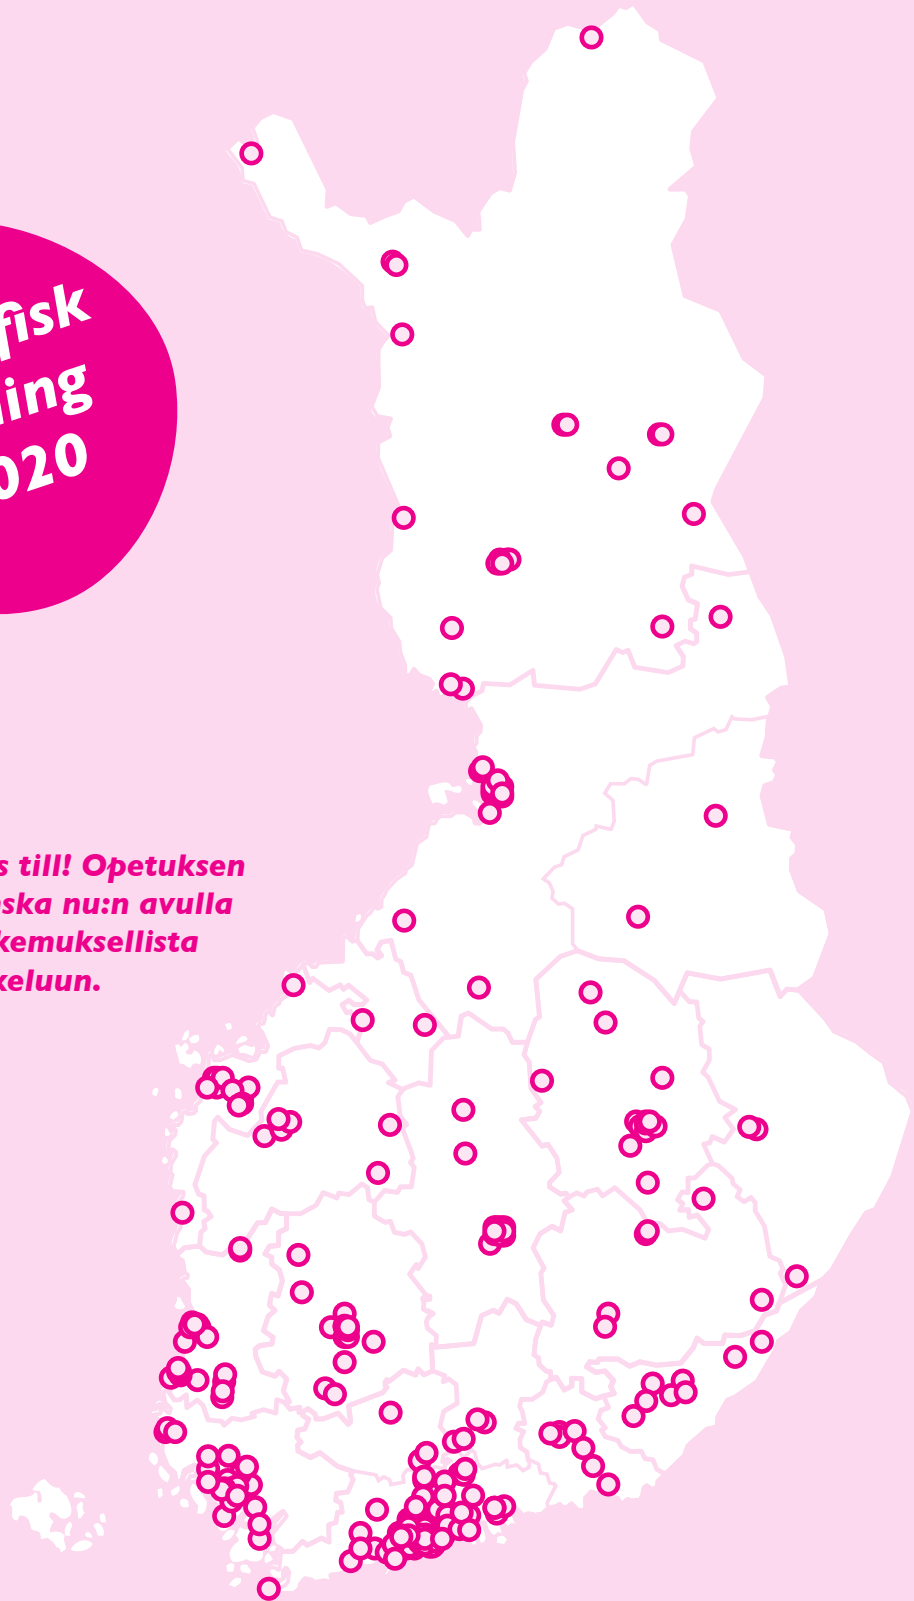 fisk
ing
020
s till! Opetuksen
ska nu:n avulla
kemuksellista
keluun.